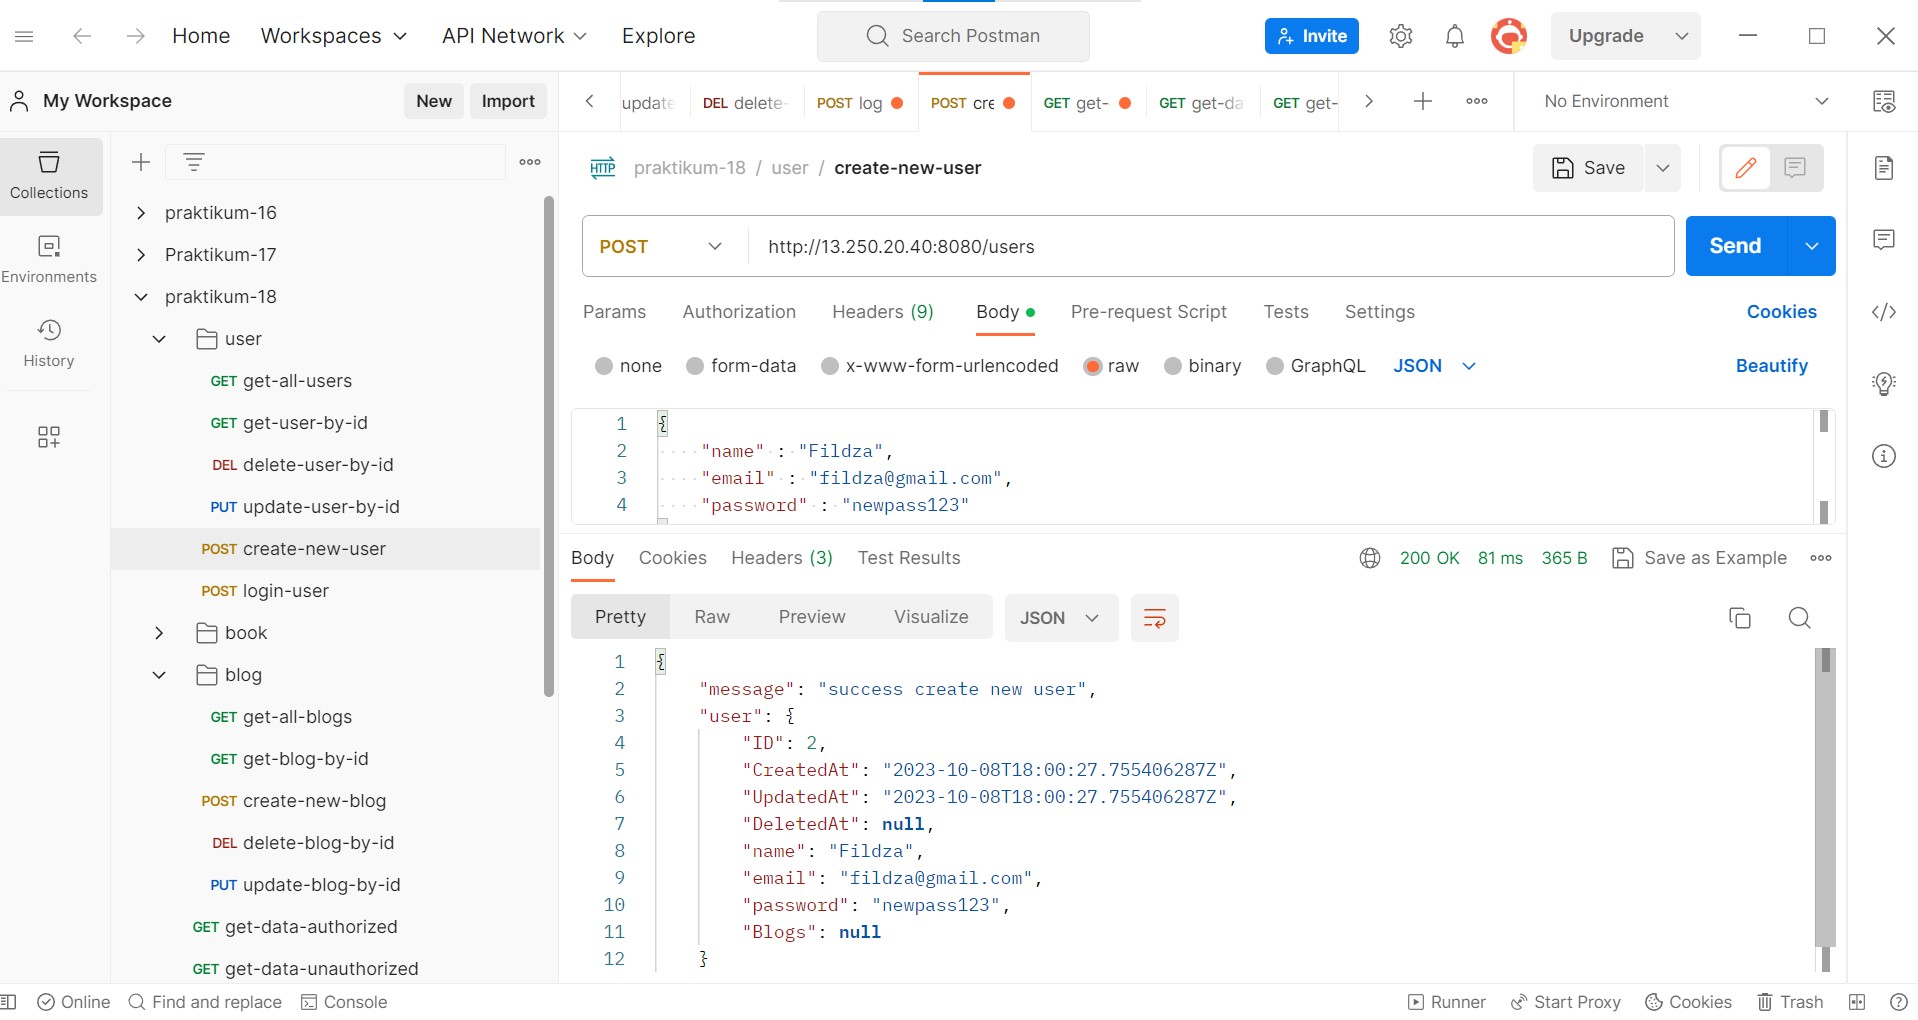 Home Workspaces API Network Explore Search Postman Invite Upgrade
My Workspace New Import
update DEL delete- POST log POST cre GET get- GET get-da GET get- No Environment
Collections
Environments
History
praktikum-16
Praktikum-17
praktikum-18
user
GET get-all-users
GET get-user-by-id
DEL delete-user-by-id
PUT update-user-by-id
POST create-new-user
POST login-user
book
blog
GET get-all-blogs
GET get-blog-by-id
POST create-new-blog
DEL delete-blog-by-id
PUT update-blog-by-id
GET get-data-authorized
GET get-data-unauthorized
HTTP praktikum-18 / user / create-new-user Save
POST http://13.250.20.40:8080/users Send
Params Authorization Headers (9) Body Pre-request Script Tests Settings Cookies
none form-data x-www-form-urlencoded raw binary GraphQL JSON Beautify
1 {
2 "name" : "Fildza",
3 "email" : "fildza@gmail.com",
4 "password" : "newpass123"
Body Cookies Headers (3) Test Results 200 OK 81 ms 365 B Save as Example
Pretty Raw Preview Visualize JSON
1 {
2 "message": "success create new user",
3 "user": {
4 "ID": 2,
5 "CreatedAt": "2023-10-08T18:00:27.755406287Z",
6 "UpdatedAt": "2023-10-08T18:00:27.755406287Z",
7 "DeletedAt": null,
8 "name": "Fildza",
9 "email": "fildza@gmail.com",
10 "password": "newpass123",
11 "Blogs": null
12 }
Online Find and replace Console Runner Start Proxy Cookies Trash